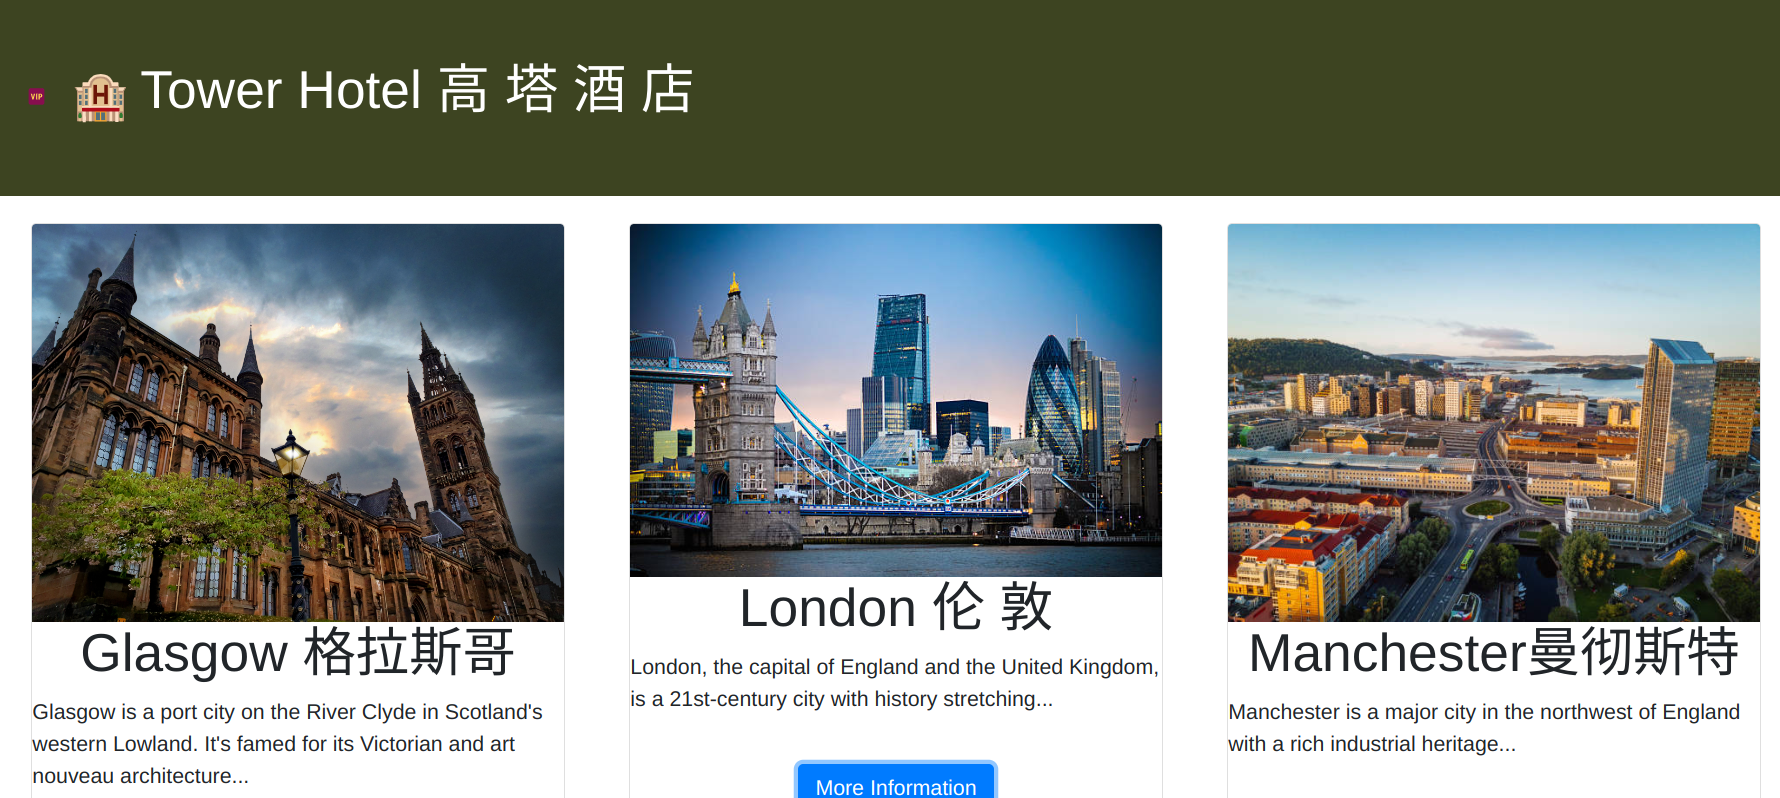 VIP
H
Tower Hotel 高 塔 酒 店
Glasgow 格拉斯哥
Glasgow is a port city on the River Clyde in Scotland's
western Lowland. It's famed for its Victorian and art
nouveau architecture...
London 伦 敦
London, the capital of England and the United Kingdom,
is a 21st-century city with history stretching...
More Information
Manchester曼彻斯特
Manchester is a major city in the northwest of England
with a rich industrial heritage...